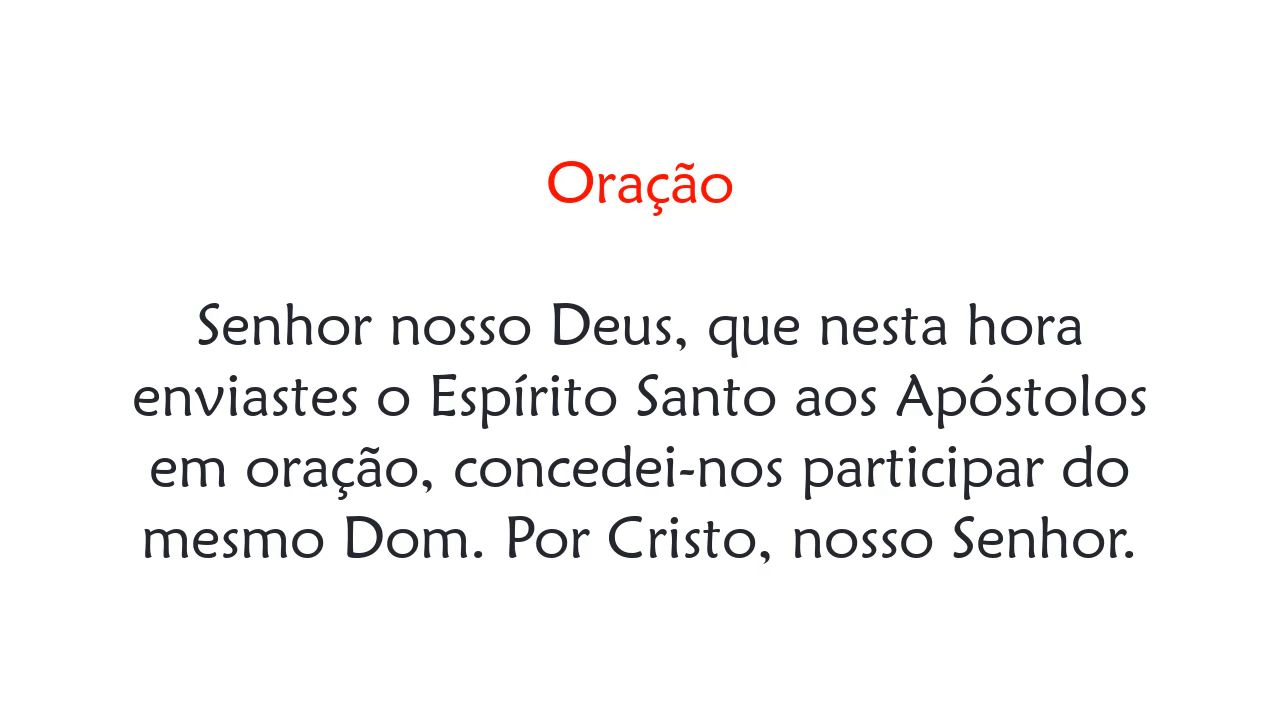 Oração
Senhor nosso Deus, que nesta hora
enviastes o Espírito Santo aos Apóstolos
em oração, concedei-nos participar do
mesmo Dom. Por Cristo, nosso Senhor.